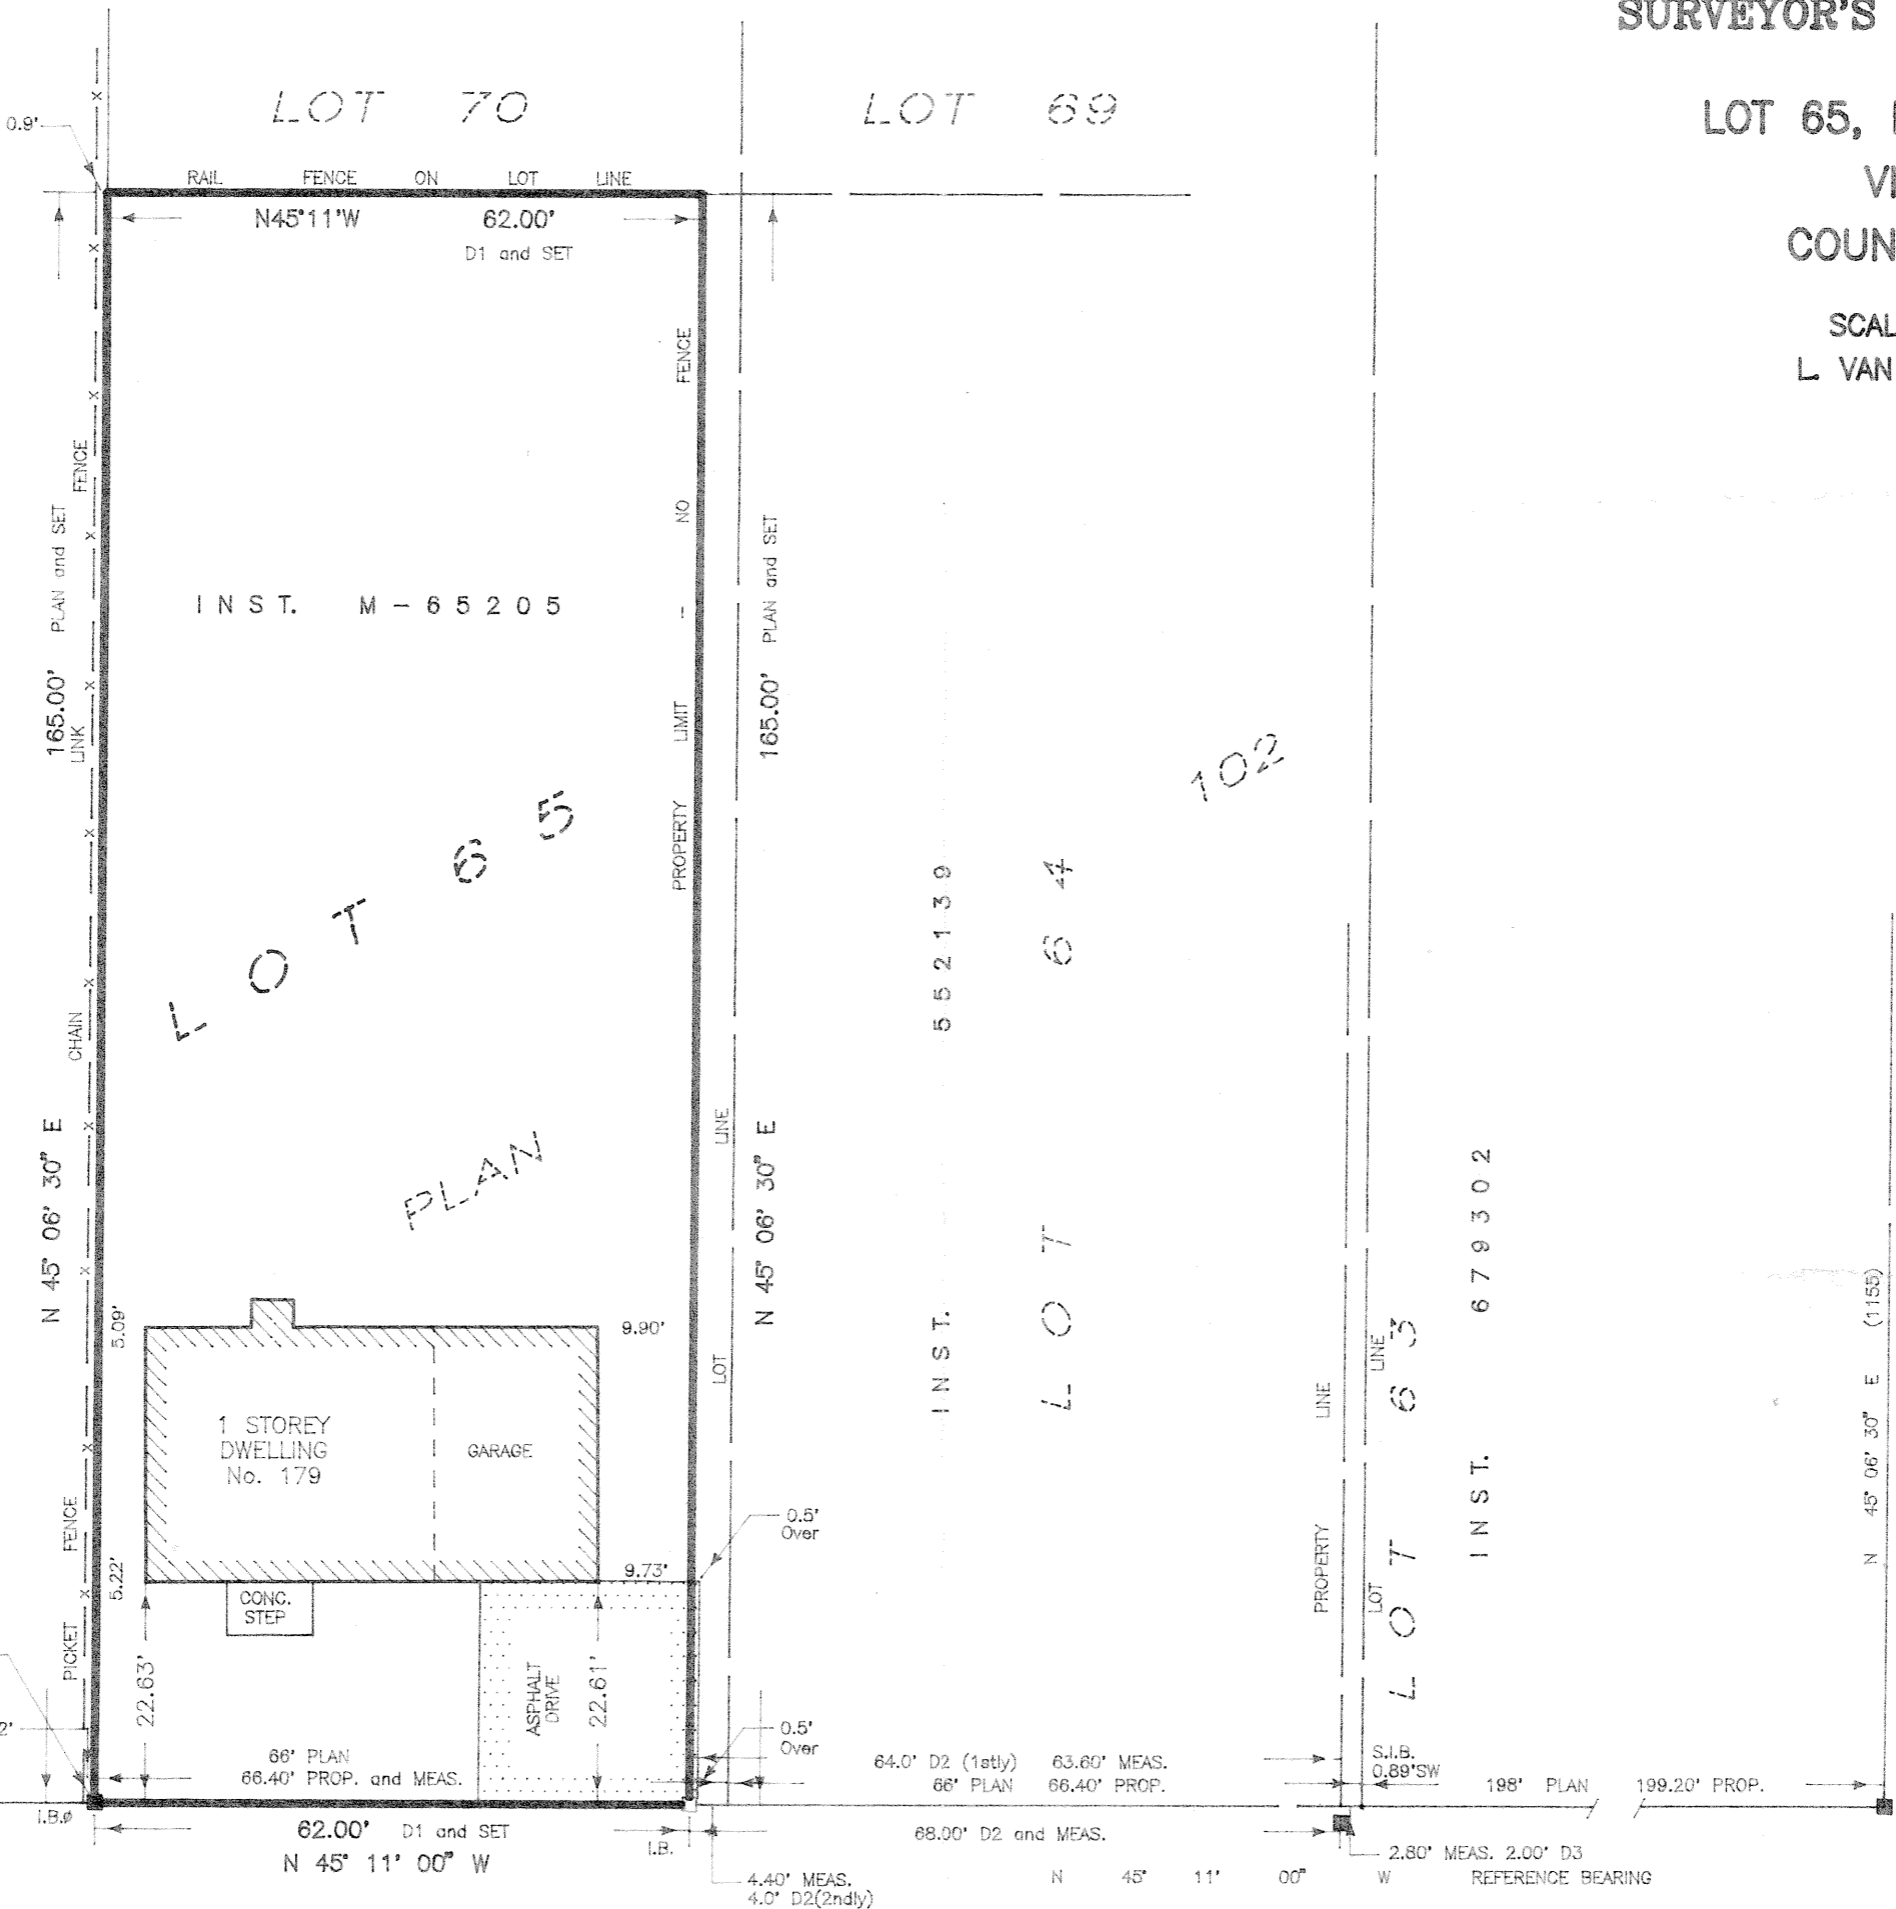 SURVEYOR'S
LOT 65,
COUN
SCAL
L. VAN
LOT 70
LOT 69
0.9'
RAIL FENCE ON LOT LINE
N45°11'W 62.00'
D1 and SET
165.00' PLAN and SET
CHAIN LINK FENCE
N 45° 06' 30" E
INST. M-65205
PROPERTY LIMIT - NO FENCE
165.00' PLAN and SET
N 45° 06' 30" E
LOT LINE
LOT 65
PLAN
102
INST. 552139
LOT 64
PROPERTY LINE
LOT LINE
LOT 63
INST. 679302
N 45° 06' 30" E (1155)
5.09'
9.90'
1 STOREY
DWELLING
No. 179
GARAGE
PICKET FENCE
5.22'
9.73'
0.5'
Over
CONC.
STEP
22.63'
ASPHALT
DRIVE
22.61'
0.5'
Over
2'
66' PLAN
66.40' PROP. and MEAS.
64.0' D2 (1stly) 63.60' MEAS.
66' PLAN 66.40' PROP.
S.I.B.
0.89'SW
198' PLAN 199.20' PROP.
I.B.ø
62.00' D1 and SET
I.B.
N 45° 11' 00" W
68.00' D2 and MEAS.
2.80' MEAS. 2.00' D3
4.40' MEAS.
4.0' D2(2ndly)
N 45° 11' 00" W REFERENCE BEARING